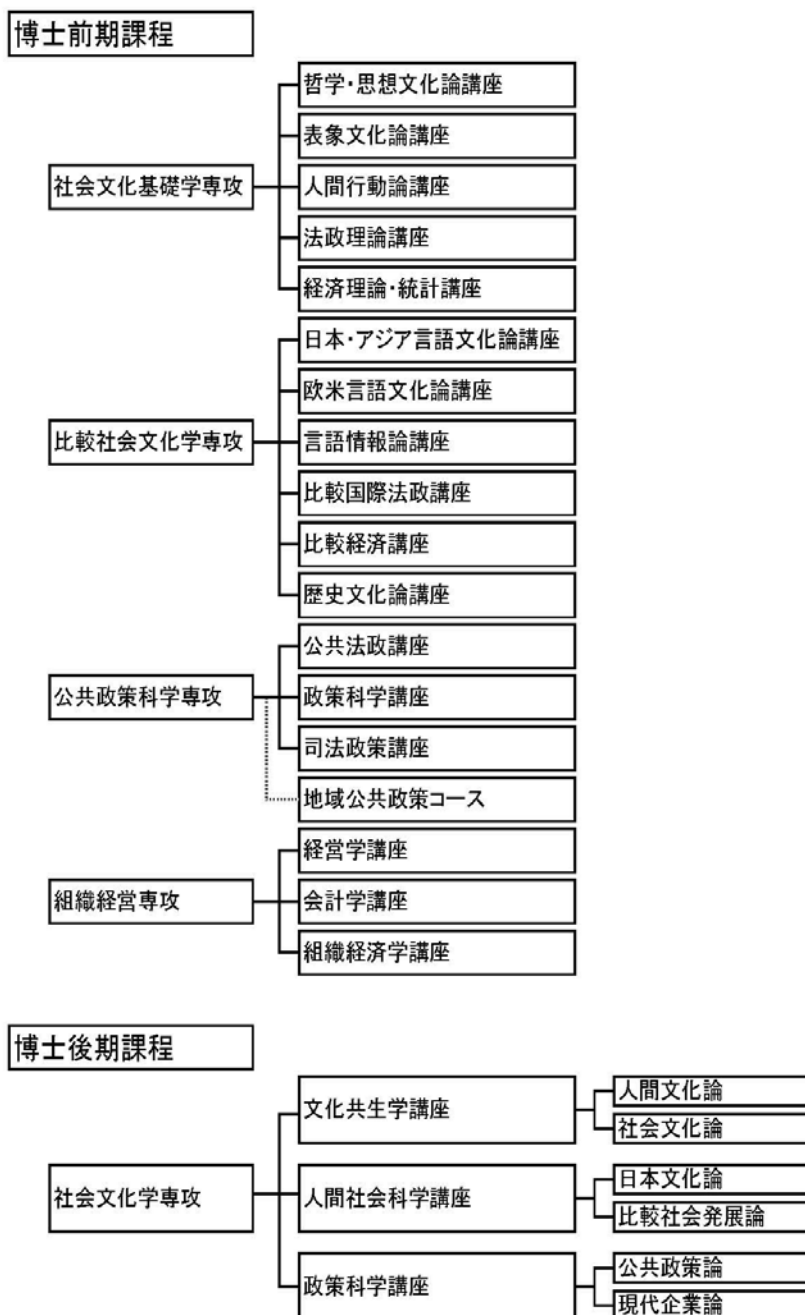 博士前期課程
社会文化基礎学専攻
哲学・思想文化論講座
表象文化論講座
人間行動論講座
法政理論講座
経済理論・統計講座
比較社会文化学専攻
日本・アジア言語文化論講座
欧米言語文化論講座
言語情報論講座
比較国際法政講座
比較経済講座
歴史文化論講座
公共政策科学専攻
公共法政講座
政策科学講座
司法政策講座
地域公共政策コース
組織経営専攻
経営学講座
会計学講座
組織経済学講座
博士後期課程
社会文化学専攻
文化共生学講座
人間文化論
社会文化論
人間社会科学講座
日本文化論
比較社会発展論
政策科学講座
公共政策論
現代企業論